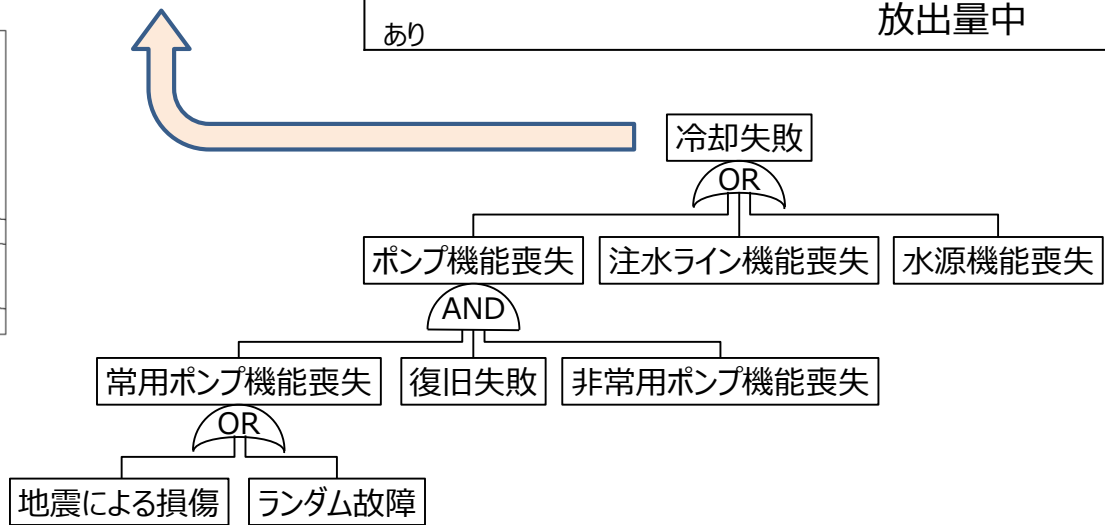 放出量中
あり
冷却失敗
OR
ポンプ機能喪失
注水ライン機能喪失
水源機能喪失
AND
常用ポンプ機能喪失
復旧失敗
非常用ポンプ機能喪失
OR
地震による損傷
ランダム故障